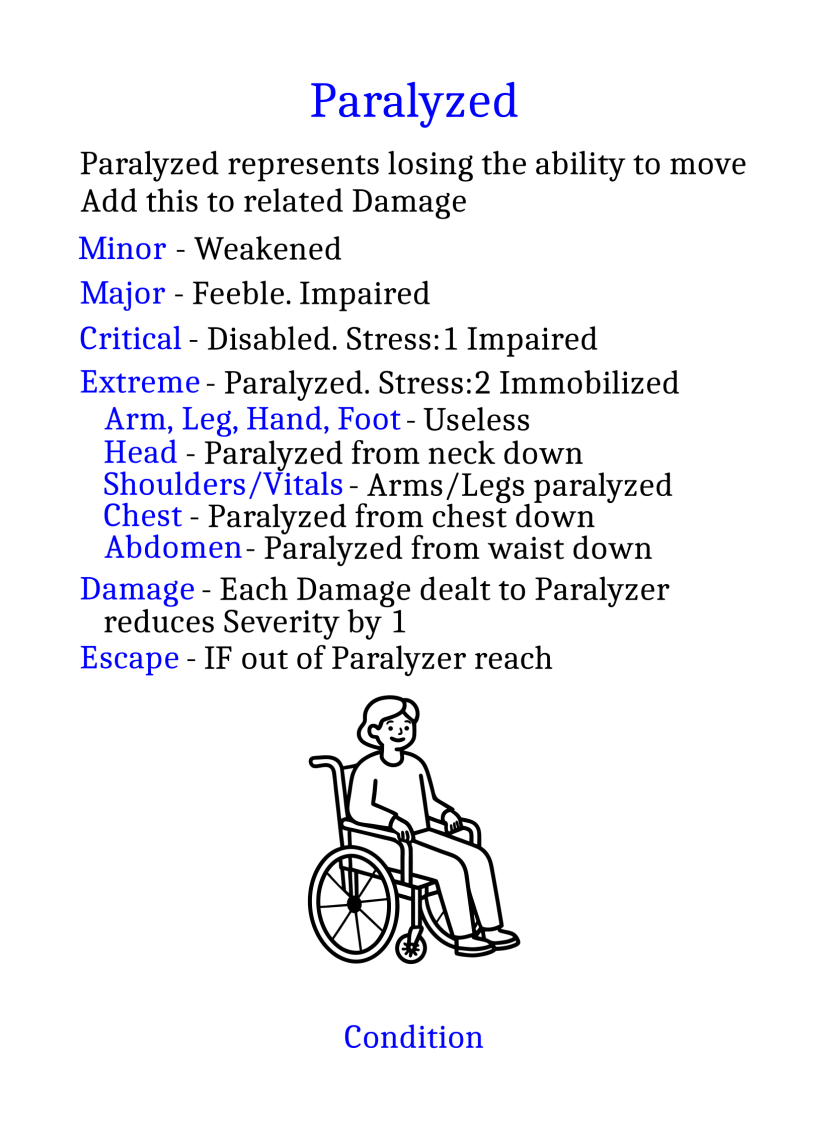 Paralyzed
Paralyzed represents losing the ability to move
Add this to related Damage
Minor - Weakened
Major - Feeble. Impaired
Critical - Disabled. Stress:1 Impaired
Extreme - Paralyzed. Stress:2 Immobilized
Arm, Leg, Hand, Foot - Useless
Head - Paralyzed from neck down
Shoulders/Vitals - Arms/Legs paralyzed
Chest - Paralyzed from chest down
Abdomen - Paralyzed from waist down
Damage - Each Damage dealt to Paralyzer
reduces Severity by 1
Escape - IF out of Paralyzer reach
Condition